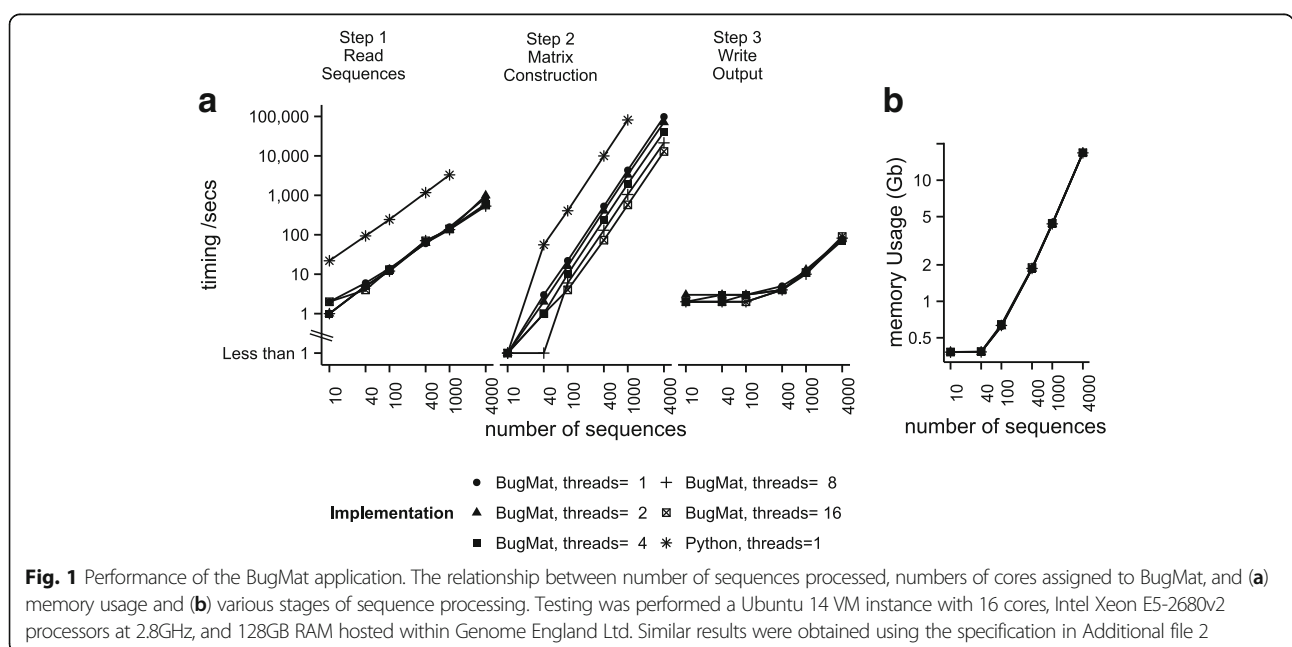 Step 1
Read
Sequences
Step 2
Matrix
Construction
Step 3
Write
Output
a
b
timing /secs
100,000
10,000
1,000
100
10
1
Less than 1
10
40
100
400
1000
4000
10
40
100
400
1000
4000
10
40
100
400
1000
4000
number of sequences
memory Usage (Gb)
10
5
2
1
0.5
10
40
100
400
1000
4000
number of sequences
Implementation
BugMat, threads= 1
BugMat, threads= 2
BugMat, threads= 4
BugMat, threads= 8
BugMat, threads= 16
Python, threads=1
Fig. 1 Performance of the BugMat application. The relationship between number of sequences processed, numbers of cores assigned to BugMat, and (a)
memory usage and (b) various stages of sequence processing. Testing was performed a Ubuntu 14 VM instance with 16 cores, Intel Xeon E5-2680v2
processors at 2.8GHz, and 128GB RAM hosted within Genome England Ltd. Similar results were obtained using the specification in Additional file 2